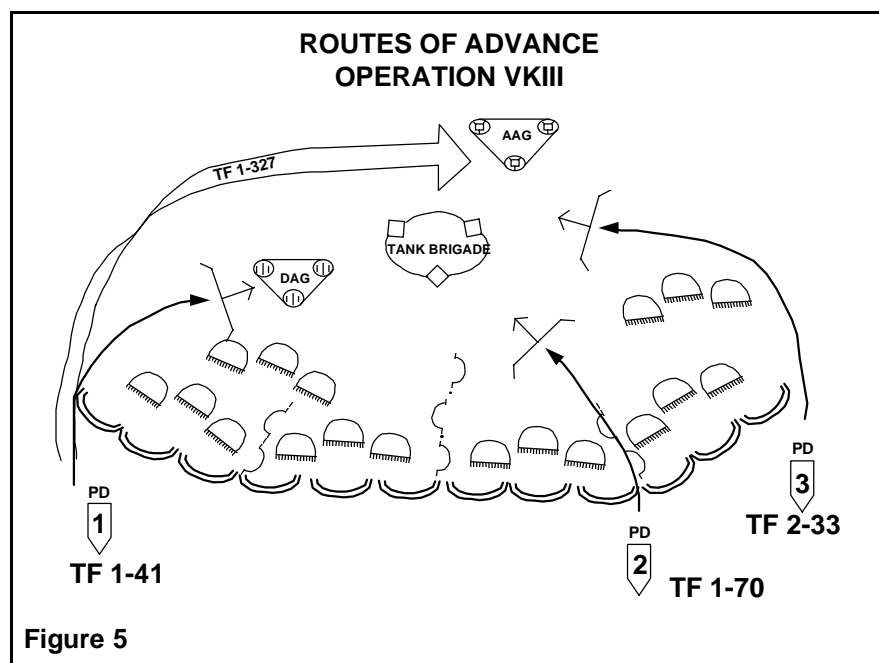 ROUTES OF ADVANCE
OPERATION VKIII
AAG
TF 1-327
TANK BRIGADE
DAG
PD
1
TF 1-41
PD
2
TF 1-70
PD
3
TF 2-33
Figure 5